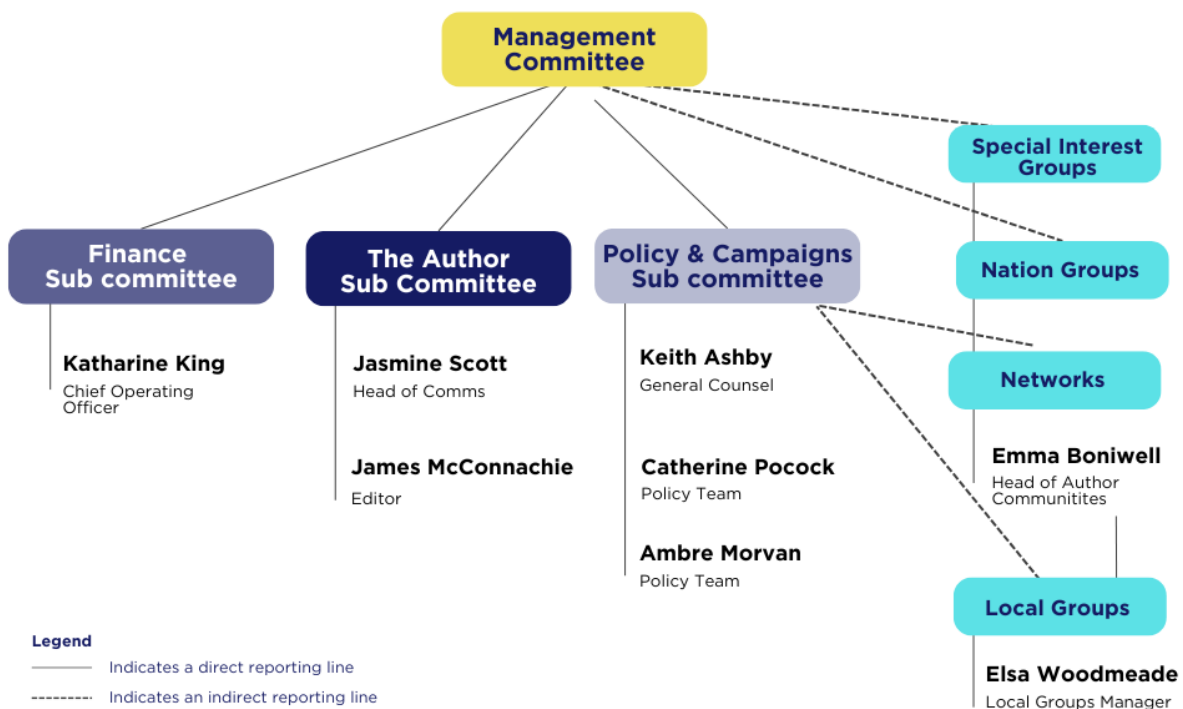 Management
Committee
Special Interest
Groups
Finance
Sub committee
The Author
Sub Committee
Policy & Campaigns
Sub committee
Nation Groups
Katharine King
Chief Operating
Officer
Jasmine Scott
Head of Comms
James McConnachie
Editor
Keith Ashby
General Counsel
Catherine Pocock
Policy Team
Ambre Morvan
Policy Team
Networks
Emma Boniwell
Head of Author
Communitites
Local Groups
Elsa Woodmeade
Local Groups Manager
Legend
Indicates a direct reporting line
Indicates an indirect reporting line